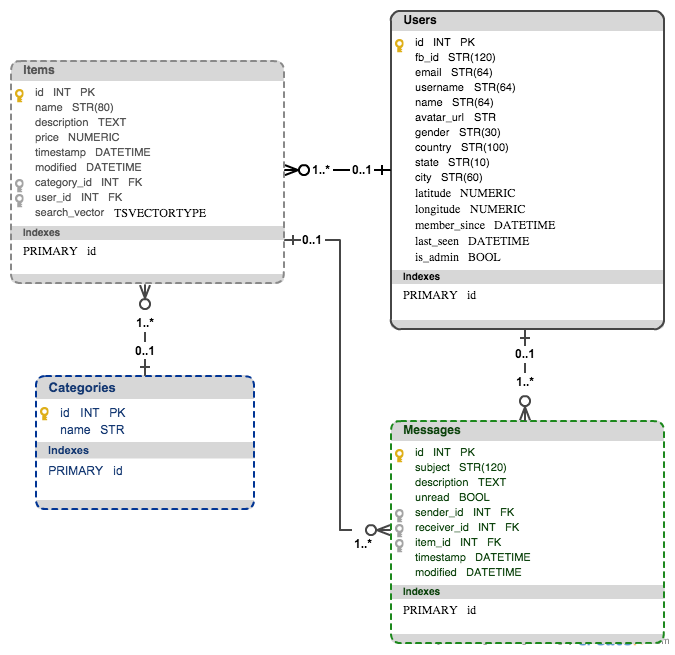 Items
id INT PK
name STR(80)
description TEXT
price NUMERIC
timestamp DATETIME
modified DATETIME
category_id INT FK
user_id INT FK
search_vector TSVECTORTYPE
Indexes
PRIMARY id
Users
id INT PK
fb_id STR(120)
email STR(64)
username STR(64)
name STR(64)
avatar_url STR
gender STR(30)
country STR(100)
state STR(10)
city STR(60)
latitude NUMERIC
longitude NUMERIC
member_since DATETIME
last_seen DATETIME
is_admin BOOL
Indexes
PRIMARY id
1..* 0..1
0..1
1..*
0..1
0..1
1..*
Categories
id INT PK
name STR
Indexes
PRIMARY id
Messages
id INT PK
subject STR(120)
description TEXT
unread BOOL
sender_id INT FK
receiver_id INT FK
item_id INT FK
timestamp DATETIME
modified DATETIME
Indexes
PRIMARY id
1..*